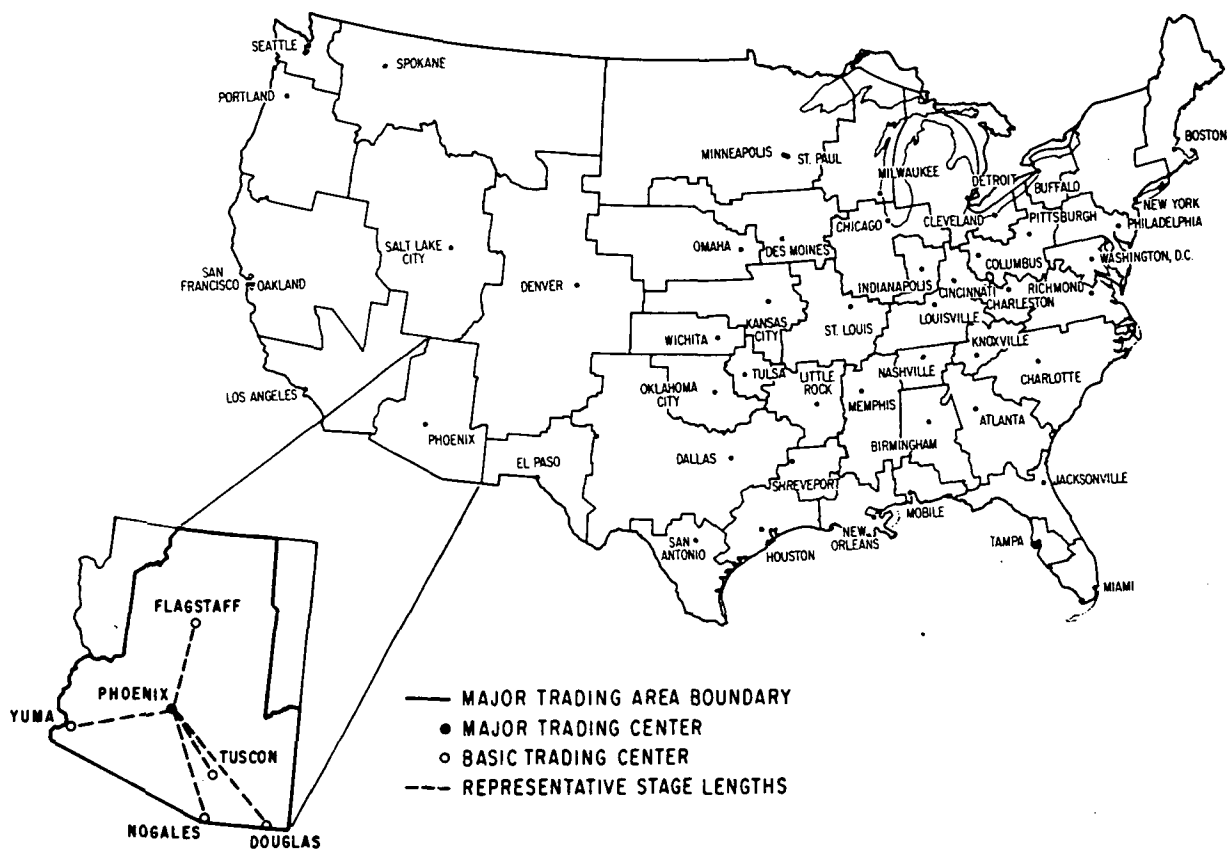 SEATTLE
SPOKANE
PORTLAND
MINNEAPOLIS
ST. PAUL
MILWAUKEE
DETROIT
BUFFALO
BOSTON
NEW YORK
PHILADELPHIA
PITTSBURGH
CLEVELAND
CHICAGO
OMAHA
DES MOINES
SALT LAKE
CITY
SAN
FRANCISCO
OAKLAND
DENVER
COLUMBUS
WASHINGTON, D.C.
INDIANAPOLIS
CINCINNATI
RICHMOND
CHARLESTON
KANSAS
CITY
ST. LOUIS
LOUISVILLE
WICHITA
KNOXVILLE
NASHVILLE
CHARLOTTE
TULSA
LITTLE
ROCK
OKLAHOMA
CITY
MEMPHIS
LOS ANGELES
PHOENIX
EL PASO
DALLAS
BIRMINGHAM
ATLANTA
SHREVEPORT
JACKSONVILLE
MOBILE
NEW
ORLEANS
SAN
ANTONIO
HOUSTON
TAMPA
MIAMI
FLAGSTAFF
PHOENIX
YUMA
TUSCON
NOGALES
DOUGLAS
MAJOR TRADING AREA BOUNDARY
MAJOR TRADING CENTER
BASIC TRADING CENTER
REPRESENTATIVE STAGE LENGTHS